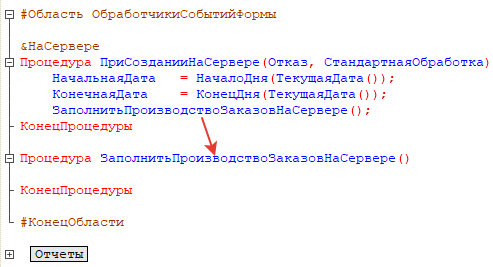 #Область ОбработчикиСобытийФормы
&НаСервере
Процедура ПриСозданииНаСервере(Отказ, СтандартнаяОбработка)
НачальнаяДата = НачалоДня(ТекущаяДата());
КонечнаяДата = КонецДня(ТекущаяДата());
ЗаполнитьПроизводствоЗаказовНаСервере();
КонецПроцедуры
Процедура ЗаполнитьПроизводствоЗаказовНаСервере()
КонецПроцедуры
#КонецОбласти
Отчеты